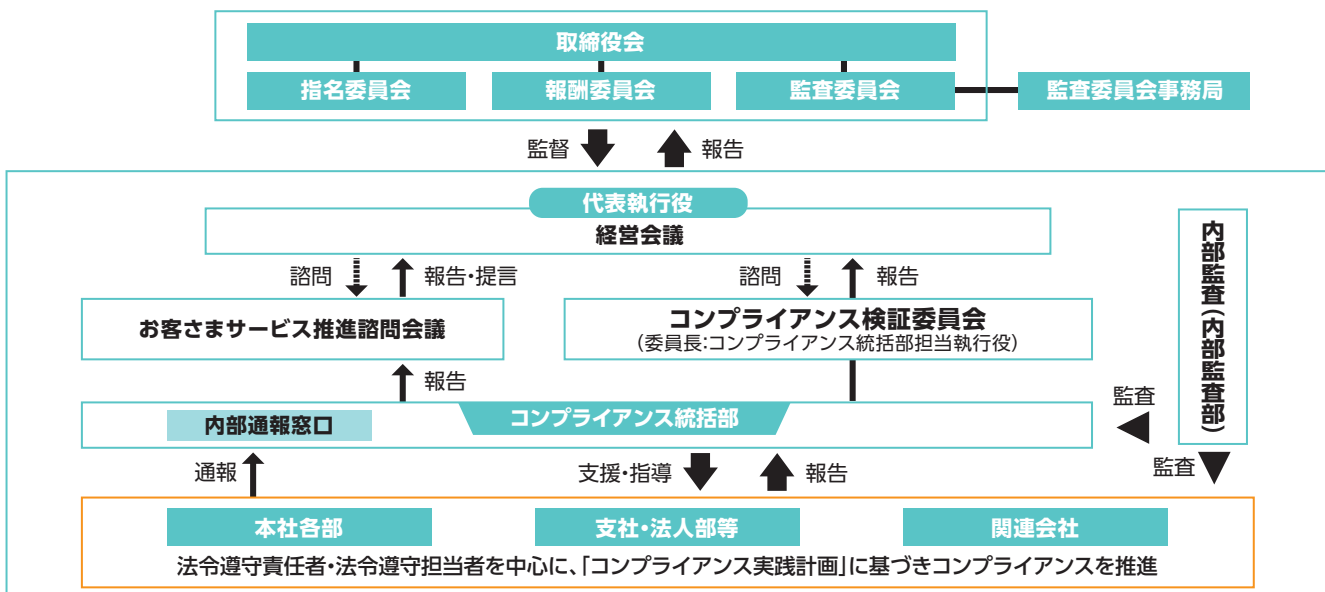 取締役会
指名委員会
報酬委員会
監査委員会
監査委員会事務局
監督
報告
代表執行役
経営会議
諮問
報告・提言
諮問
報告
お客さまサービス推進諮問会議
コンプライアンス検証委員会
(委員長:コンプライアンス統括部担当執行役)
内部監査(内部監査部)
報告
監査
内部通報窓口
コンプライアンス統括部
監査
通報
支援・指導
報告
本社各部
支社・法人部等
関連会社
法令遵守責任者・法令遵守担当者を中心に、「コンプライアンス実践計画」に基づきコンプライアンスを推進